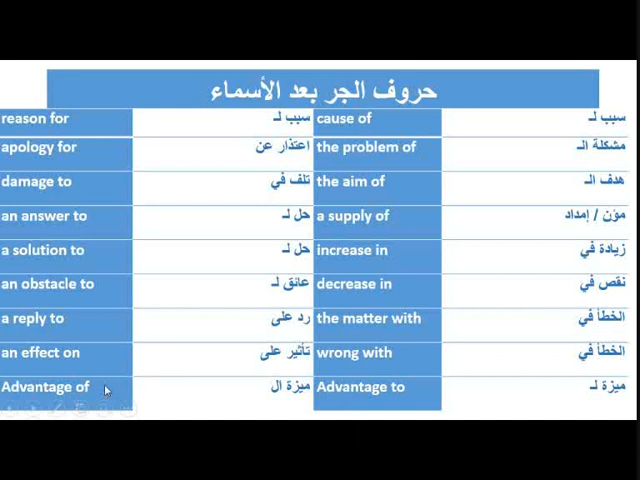 حروف الجر بعد الأسماء
reason for سبب لـ cause of سبب لـ
apology for اعتذار عن the problem of مشكلة الـ
damage to تلف في the aim of هدف الـ
an answer to حل لـ a supply of مؤن / إمداد
a solution to حل لـ increase in زيادة في
an obstacle to عائق لـ decrease in نقص في
a reply to رد على the matter with الخطأ في
an effect on تأثير على wrong with الخطأ في
Advantage of ميزة ال Advantage to ميزة لـ